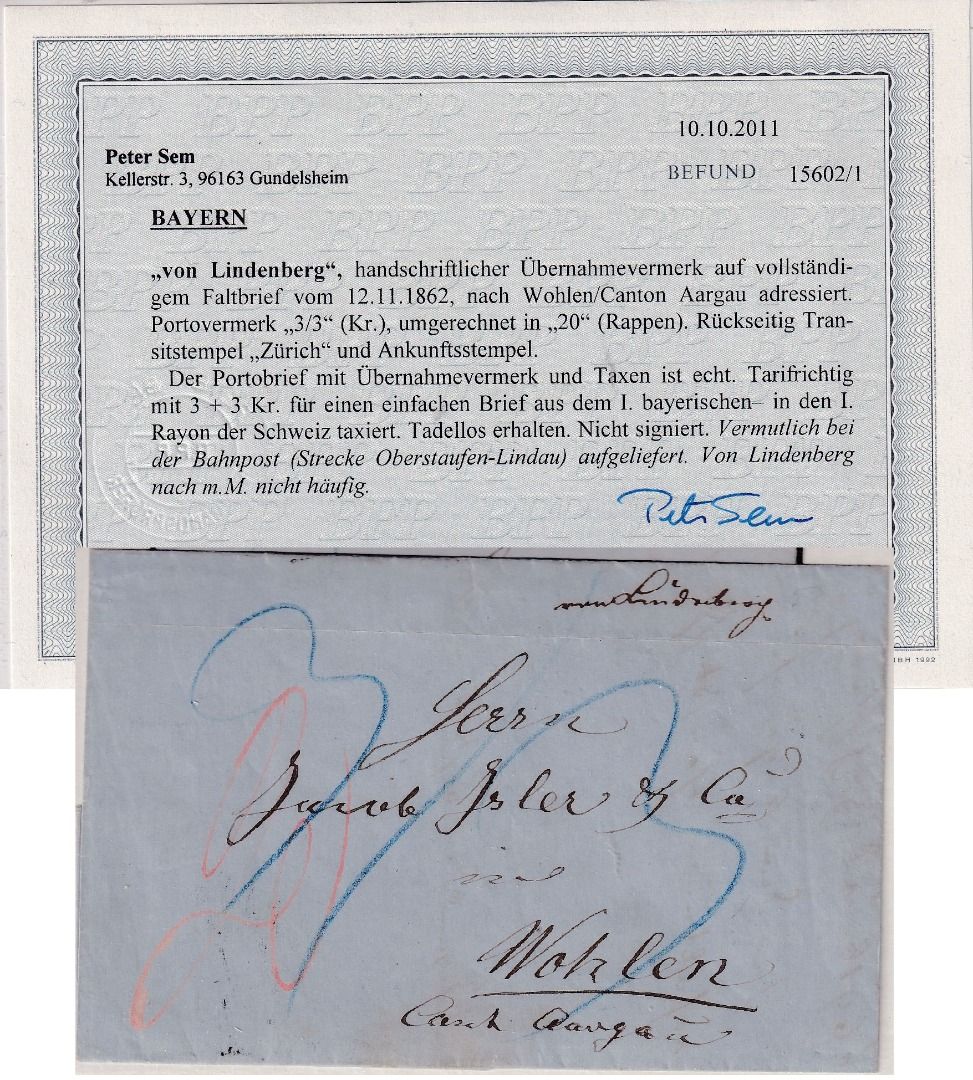 10.10.2011
Peter Sem
Kellerstr. 3, 96163 Gundelsheim
BEFUND 15602/1
BAYERN
„von Lindenberg“, handschriftlicher Übernahmevermerk auf vollständi-
gem Faltbrief vom 12.11.1862, nach Wohlen/Canton Aargau adressiert.
Portovermerk „3/3“ (Kr.), umgerechnet in „20“ (Rappen). Rückseitig Tran-
sitstempel „Zürich“ und Ankunftsstempel.
Der Portobrief mit Übernahmevermerk und Taxen ist echt. Tarifrichtig
mit 3 + 3 Kr. für einen einfachen Brief aus dem I. bayerischen– in den I.
Rayon der Schweiz taxiert. Tadellos erhalten. Nicht signiert. Vermutlich bei
der Bahnpost (Strecke Oberstaufen-Lindau) aufgeliefert. Von Lindenberg
nach m.M. nicht häufig.
Peter Sem
von Lindenberg
3/3
20
Herrn
Jacob Isler & Co
in
Wohlen
Cant Aargau